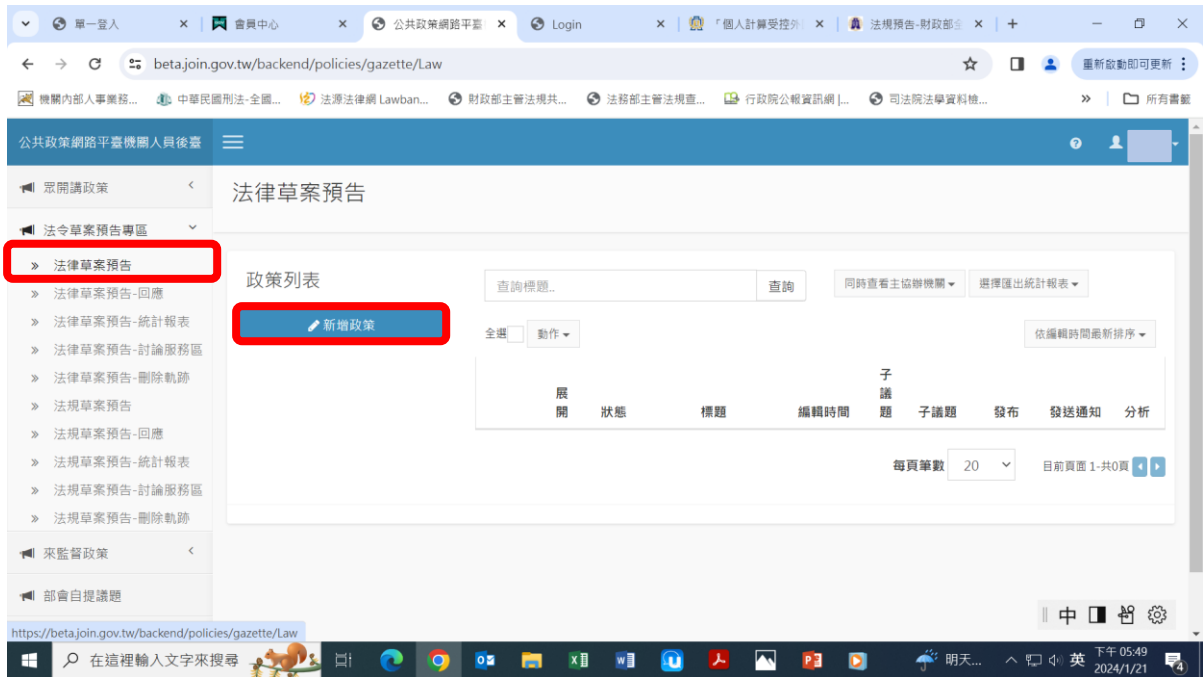 單一登入
會員中心
公共政策網路平臺
Login
「個人計算受控外
法規預告-財政部全
beta.join.gov.tw/backend/policies/gazette/Law
重新啟動即可更新
機關內部人事業務...
中華民國刑法-全國...
法源法律網 Lawban...
財政部主管法規共...
法務部主管法規查...
行政院公報資訊網 |...
司法院法學資料檢...
»
所有書籤
公共政策網路平臺機關人員後臺
眾開講政策
法律草案預告
法令草案預告專區
» 法律草案預告
» 法律草案預告-回應
» 法律草案預告-統計報表
» 法律草案預告-討論服務區
» 法律草案預告-刪除軌跡
» 法規草案預告
» 法規草案預告-回應
» 法規草案預告-統計報表
» 法規草案預告-討論服務區
» 法規草案預告-刪除軌跡
來監督政策
部會自提議題
政策列表
新增政策
查詢標題...
查詢
同時查看主協辦機關
選擇匯出統計報表
全選
動作
依編輯時間最新排序
展開
狀態
標題
編輯時間
子議題
子議題
發布
發送通知
分析
每頁筆數
20
目前頁面 1-共0頁
中
https://beta.join.gov.tw/backend/policies/gazette/Law
在這裡輸入文字來搜尋
明天...
英
下午 05:49
2024/1/21
4